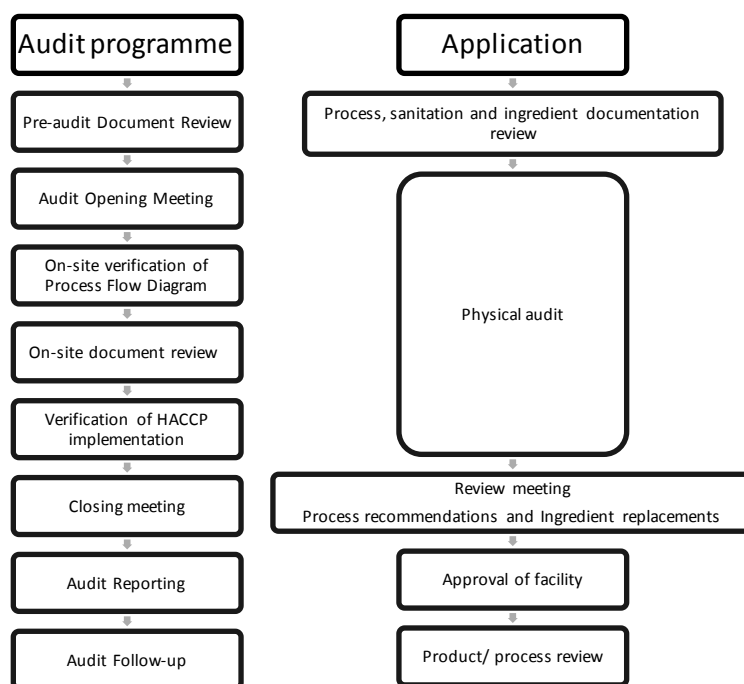 Audit programme
Pre-audit Document Review
Audit Opening Meeting
On-site verification of
Process Flow Diagram
On-site document review
Verification of HACCP
implementation
Closing meeting
Audit Reporting
Audit Follow-up
Application
Process, sanitation and ingredient documentation
review
Physical audit
Review meeting
Process recommendations and Ingredient replacements
Approval of facility
Product/ process review